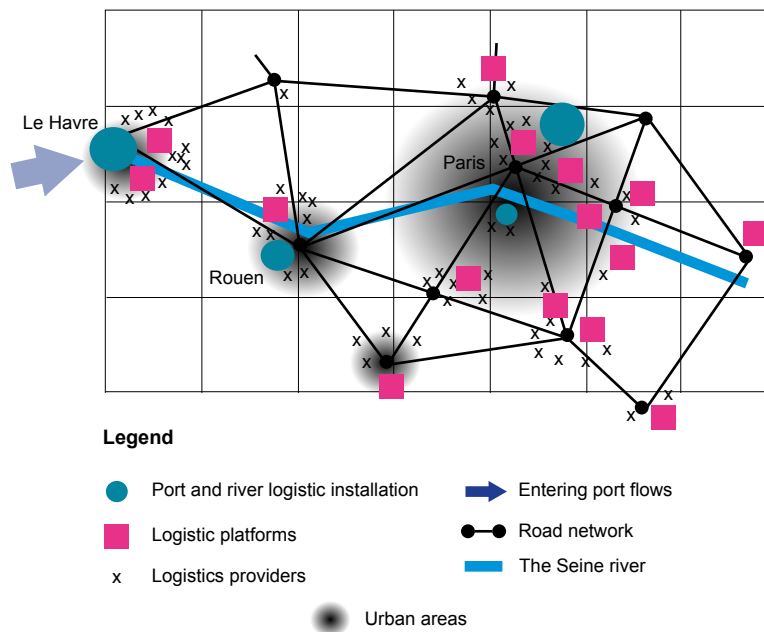 Le Havre
Paris
Rouen
Legend
Port and river logistic installation
Entering port flows
Logistic platforms
Road network
x Logistics providers
The Seine river
Urban areas